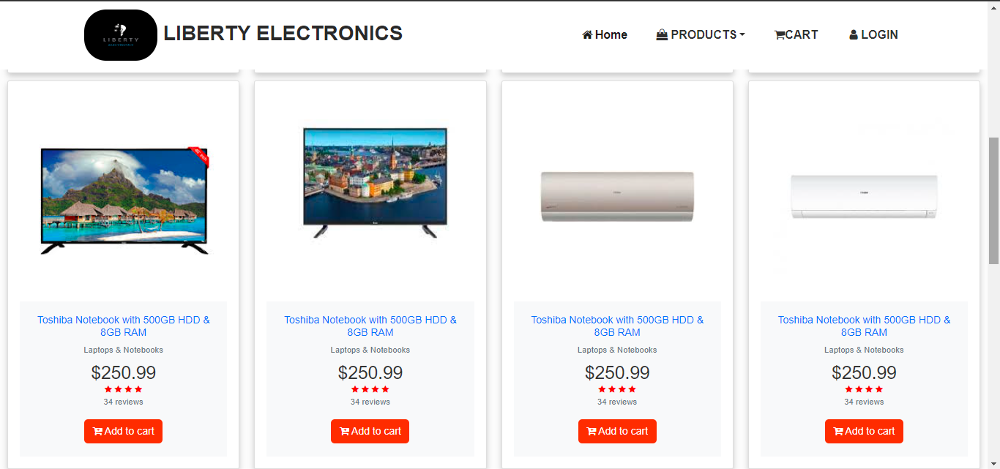 LIBERTY
ELECTRONICS
LIBERTY ELECTRONICS
Home
PRODUCTS
CART
LOGIN
Toshiba Notebook with 500GB HDD &
8GB RAM
Laptops & Notebooks
$250.99
34 reviews
Add to cart
Toshiba Notebook with 500GB HDD &
8GB RAM
Laptops & Notebooks
$250.99
34 reviews
Add to cart
Toshiba Notebook with 500GB HDD &
8GB RAM
Laptops & Notebooks
$250.99
34 reviews
Add to cart
Toshiba Notebook with 500GB HDD &
8GB RAM
Laptops & Notebooks
$250.99
34 reviews
Add to cart